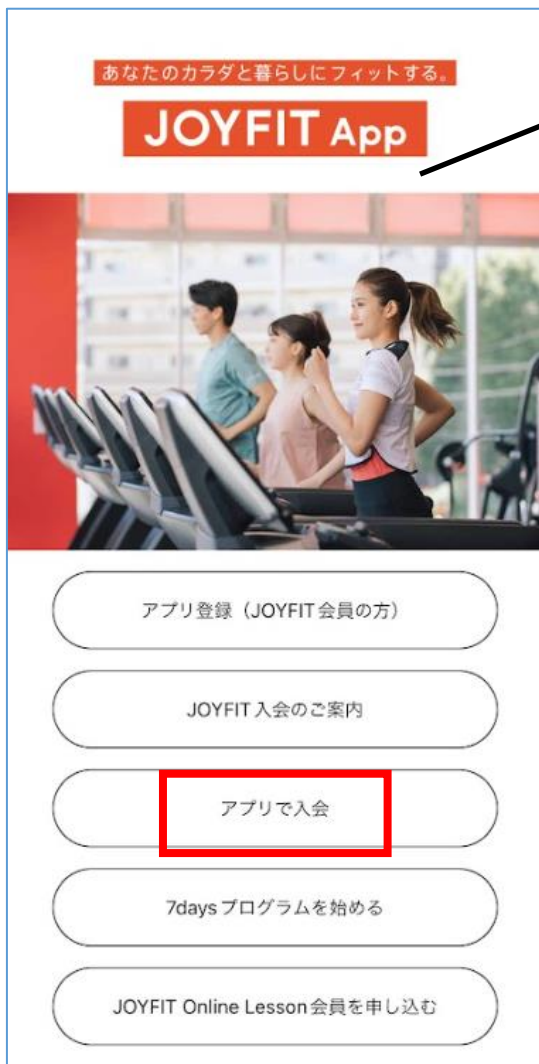 あなたのカラダと暮らしにフィットする。
JOYFIT App
アプリ登録（JOYFIT会員の方）
JOYFIT入会のご案内
アプリで入会
7daysプログラムを始める
JOYFIT Online Lesson会員を申し込む